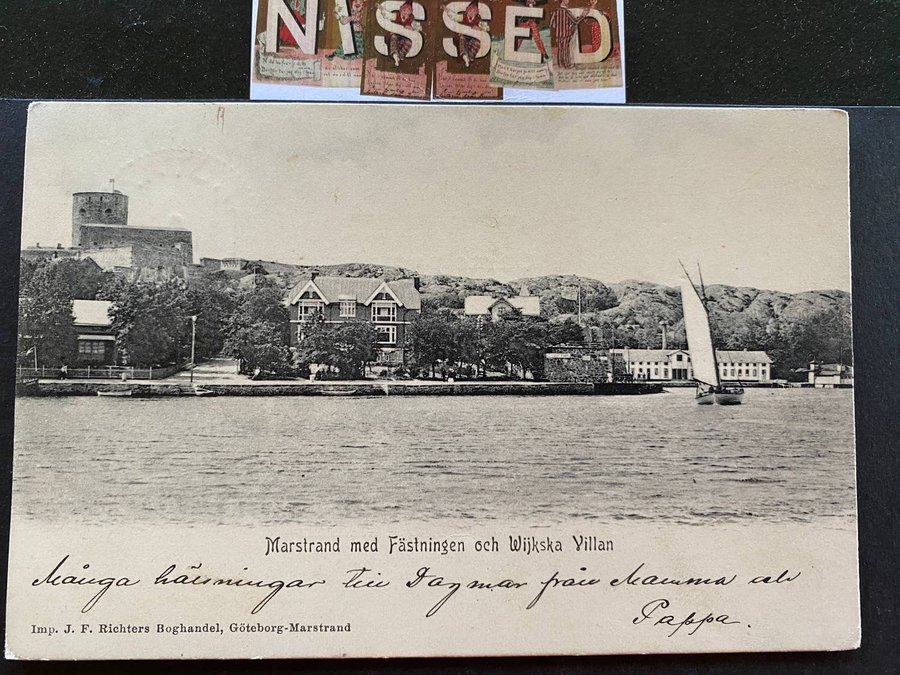 NISSED
Marstrand med Fästningen och Wijkska Villan
Många hälsningar till Dagmar från Mamma och
Pappa.
Imp. J. F. Richters Boghandel, Göteborg-Marstrand